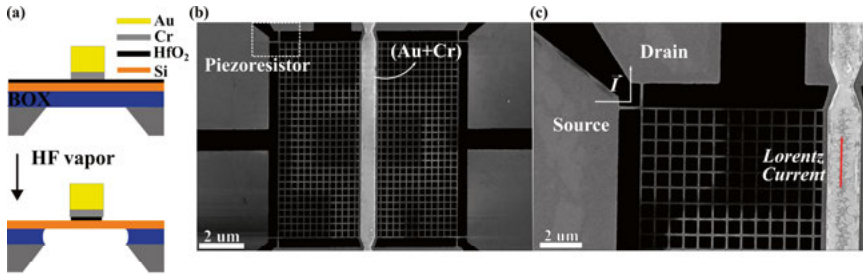 (a)
Au
Cr
HfO₂
Si
BOX
HF vapor
(b)
Piezoresistor
(Au+Cr)
2 um
(c)
Drain
I
Source
Lorentz
Current
2 um